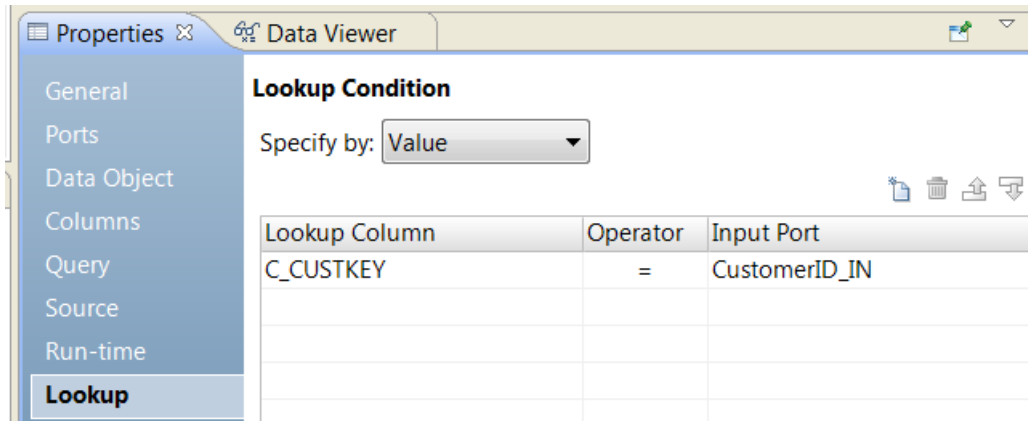 Properties Data Viewer
General
Ports
Data Object
Columns
Query
Source
Run-time
Lookup
Lookup Condition
Specify by: Value
Lookup Column Operator Input Port
C_CUSTKEY = CustomerID_IN